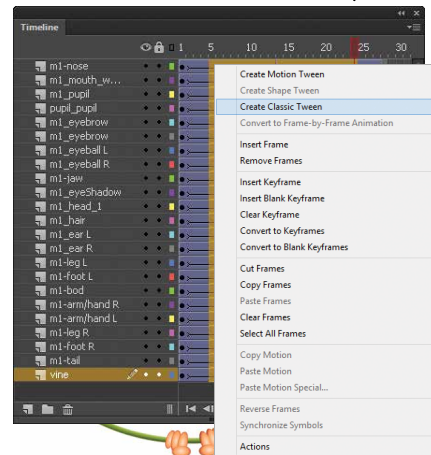 Timeline
1 5 10 15 20 25 30
m1-nose
m1_mouth_w...
m1_pupil
pupil_pupil
m1_eyebrow
m1_eyebrow
m1_eyeball L
m1_eyeball R
m1-jaw
m1_eyeShadow
m1_head_1
m1_hair
m1_ear L
m1_ear R
m1-leg L
m1-foot L
m1-bod
m1-arm/hand R
m1-arm/hand L
m1-leg R
m1-foot R
m1-tail
vine
Create Motion Tween
Create Shape Tween
Create Classic Tween
Convert to Frame-by-Frame Animation
Insert Frame
Remove Frames
Insert Keyframe
Insert Blank Keyframe
Clear Keyframe
Convert to Keyframes
Convert to Blank Keyframes
Cut Frames
Copy Frames
Paste Frames
Clear Frames
Select All Frames
Copy Motion
Paste Motion
Paste Motion Special...
Reverse Frames
Synchronize Symbols
Actions